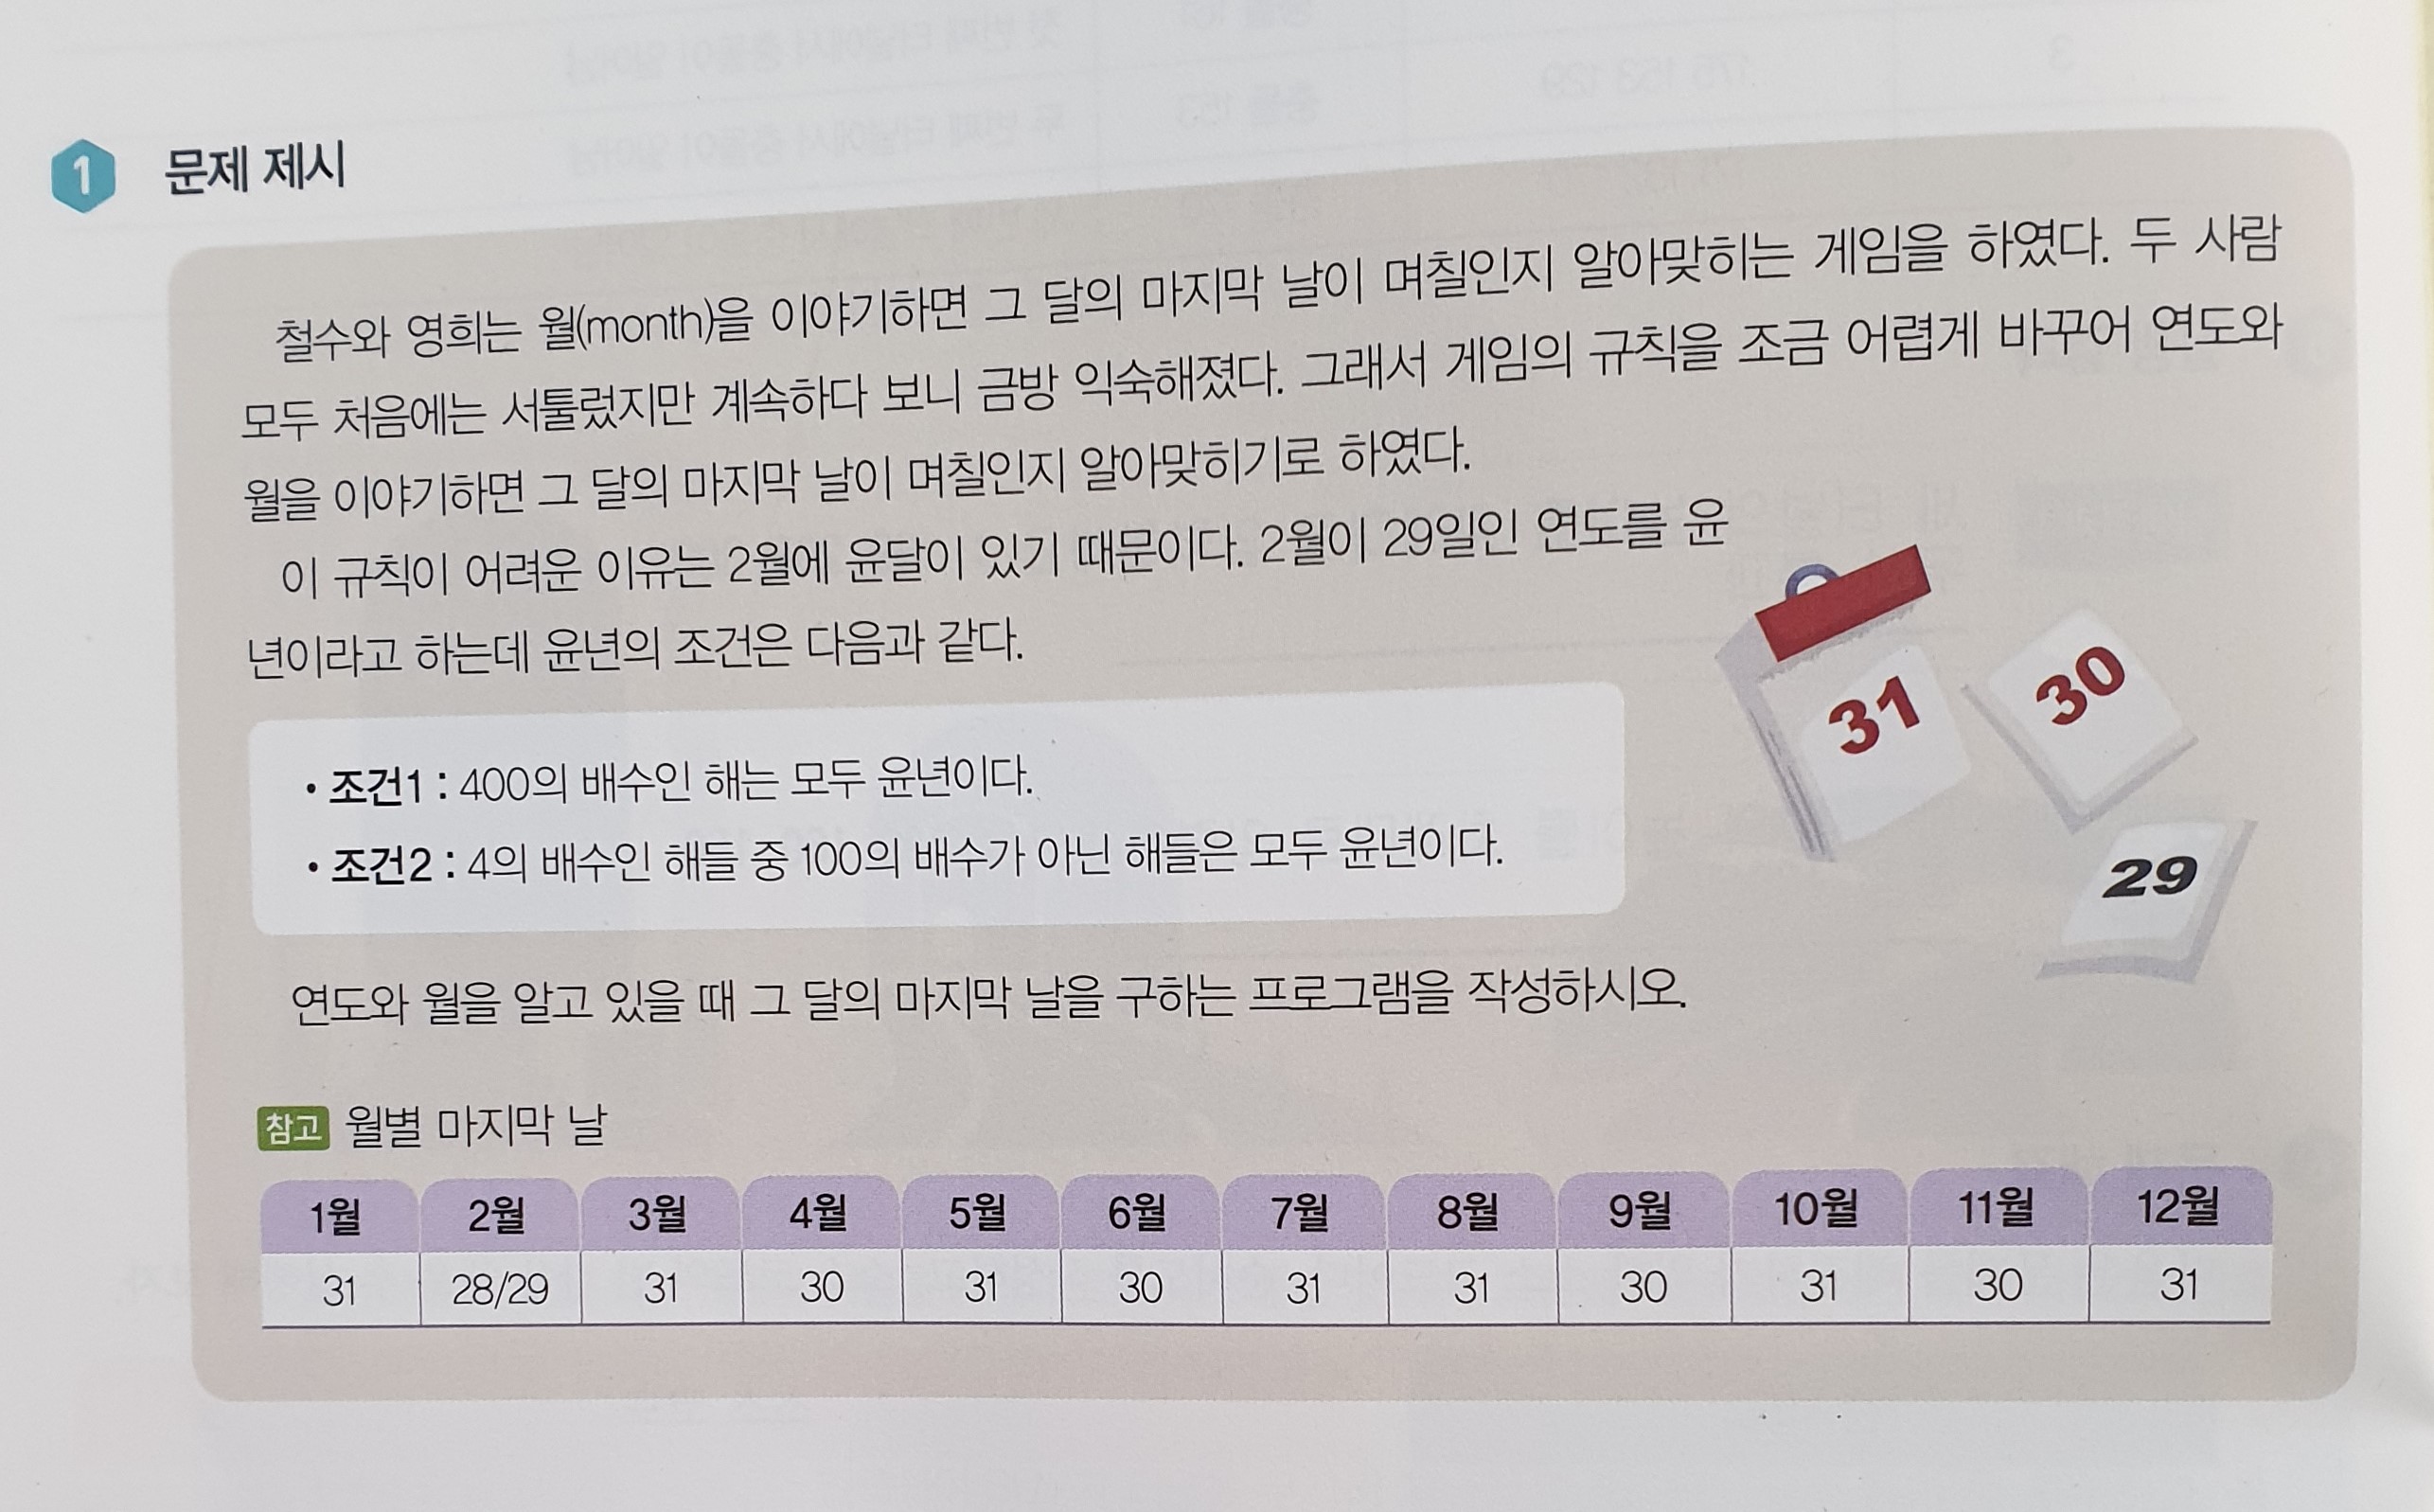 1 문제 제시
철수와 영희는 월(month)을 이야기하면 그 달의 마지막 날이 며칠인지 알아맞히는 게임을 하였다. 두 사람
모두 처음에는 서툴렀지만 계속하다 보니 금방 익숙해졌다. 그래서 게임의 규칙을 조금 어렵게 바꾸어 연도와
월을 이야기하면 그 달의 마지막 날이 며칠인지 알아맞히기로 하였다.
이 규칙이 어려운 이유는 2월에 윤달이 있기 때문이다. 2월이 29일인 연도를 윤
년이라고 하는데 윤년의 조건은 다음과 같다.
• 조건1 : 400의 배수인 해는 모두 윤년이다.
• 조건2 : 4의 배수인 해들 중 100의 배수가 아닌 해들은 모두 윤년이다.
31
30
29
연도와 월을 알고 있을 때 그 달의 마지막 날을 구하는 프로그램을 작성하시오.
참고 월별 마지막 날
1월 2월 3월 4월 5월 6월 7월 8월 9월 10월 11월 12월
31 28/29 31 30 31 30 31 31 30 31 30 31